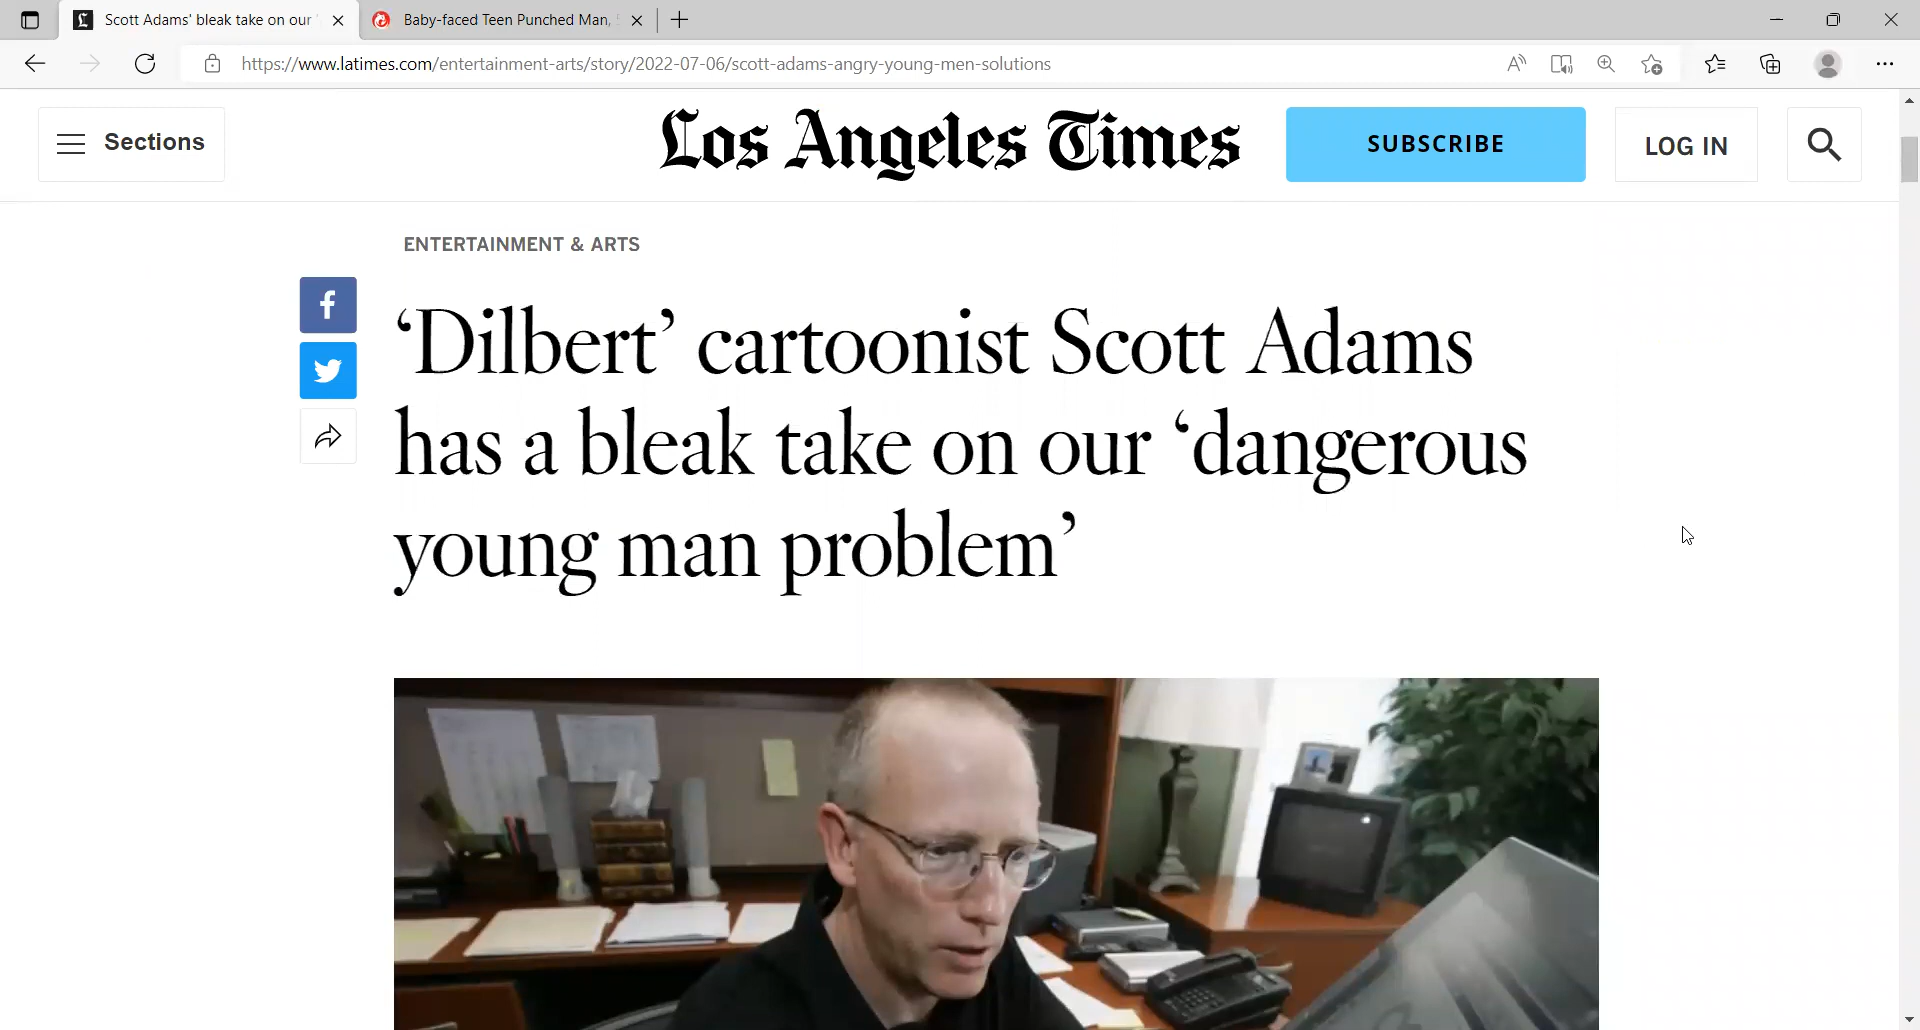 Scott Adams' bleak take on our
Baby-faced Teen Punched Man,
https://www.latimes.com/entertainment-arts/story/2022-07-06/scott-adams-angry-young-men-solutions
Sections
Los Angeles Times
SUBSCRIBE
LOG IN
ENTERTAINMENT & ARTS
‘Dilbert’ cartoonist Scott Adams
has a bleak take on our ‘dangerous
young man problem’